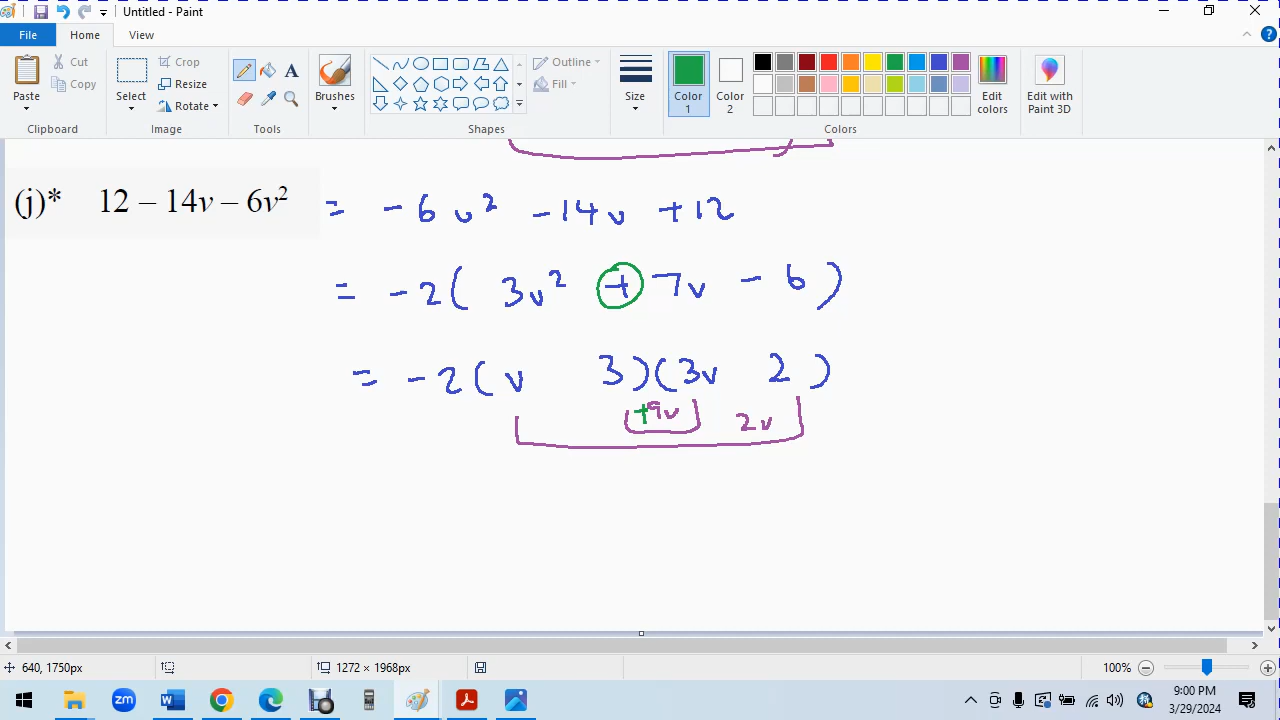 Untitled - Paint
File Home View
Paste Cut Copy Clipboard
Select Crop Resize Rotate Image
Tools
Brushes
Outline Fill Shapes
Size
Color 1 Color 2 Edit colors Colors
Edit with Paint 3D
(j)* 12 – 14v – 6v² = -6v² -14v +12
= -2( 3v² + 7v - 6 )
= -2( v 3)(3v 2 )
+9v 2v
640, 1750px 1272 × 1968px 100%
zm
9:00 PM
3/29/2024